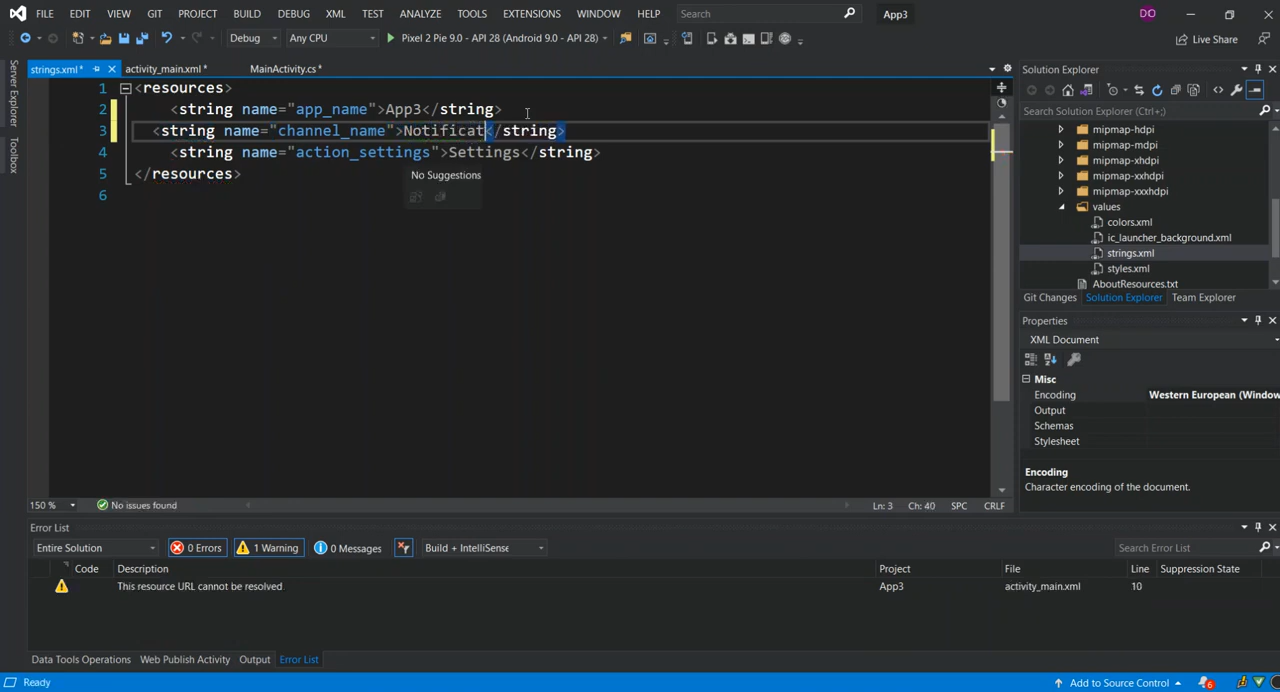 FILE EDIT VIEW GIT PROJECT BUILD DEBUG XML TEST ANALYZE TOOLS EXTENSIONS WINDOW HELP Search App3 DO
Debug Any CPU Pixel 2 Pie 9.0 - API 28 (Android 9.0 - API 28) Live Share
strings.xml* activity_main.xml* MainActivity.cs*
Server Explorer
Toolbox
1 <resources>
2 <string name="app_name">App3</string>
3 <string name="channel_name">Notificat</string>
4 <string name="action_settings">Settings</string>
5 </resources>
6
No Suggestions
150 % No issues found Ln: 3 Ch: 40 SPC CRLF
Solution Explorer
Search Solution Explorer (Ctrl+;)
mipmap-hdpi
mipmap-mdpi
mipmap-xhdpi
mipmap-xxhdpi
mipmap-xxxhdpi
values
colors.xml
ic_launcher_background.xml
strings.xml
styles.xml
AboutResources.txt
Git Changes Solution Explorer Team Explorer
Properties
XML Document
Misc
Encoding Western European (Window
Output
Schemas
Stylesheet
Encoding
Character encoding of the document.
Error List
Entire Solution 0 Errors 1 Warning 0 Messages Build + IntelliSense Search Error List
Code Description Project File Line Suppression State
This resource URL cannot be resolved App3 activity_main.xml 10
Data Tools Operations Web Publish Activity Output Error List
Ready Add to Source Control 6